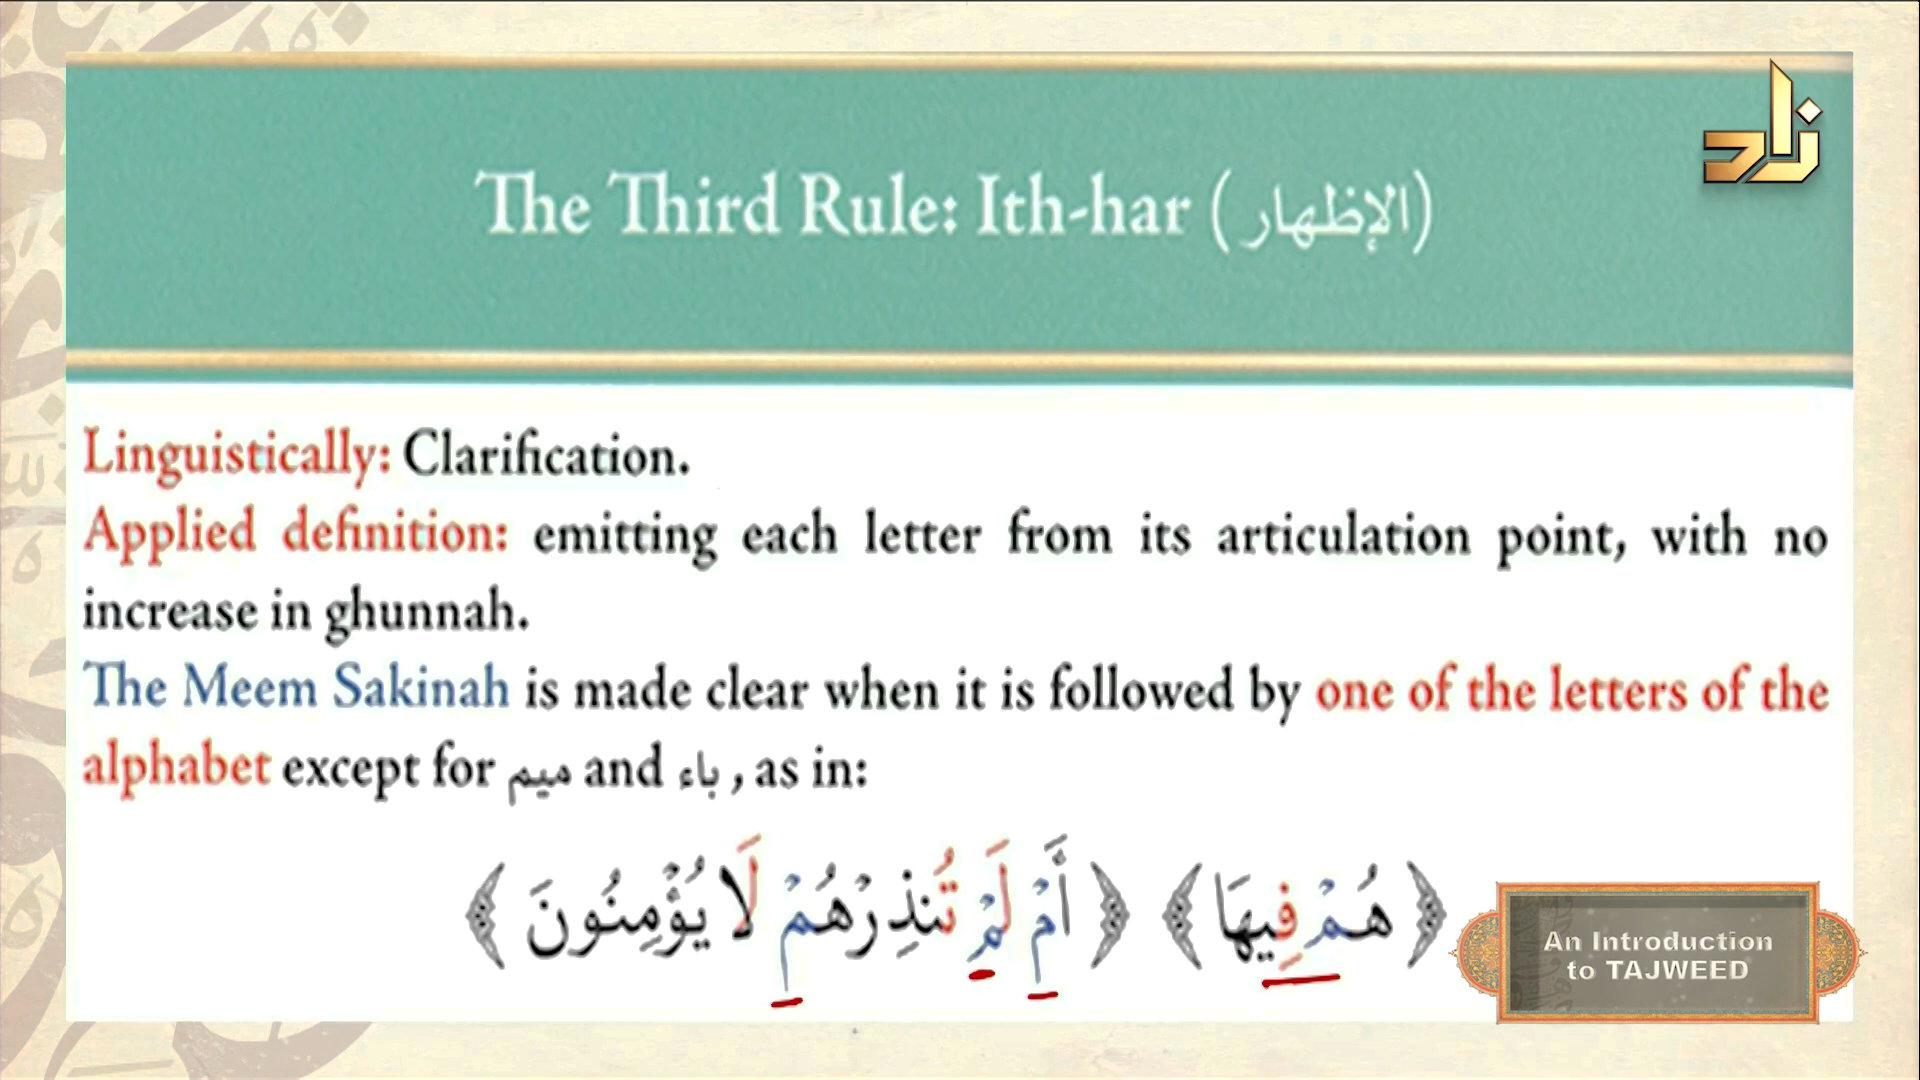 زاد
The Third Rule: Ith-har (الإظهار)
Linguistically: Clarification.
Applied definition: emitting each letter from its articulation point, with no
increase in ghunnah.
The Meem Sakinah is made clear when it is followed by one of the letters of the
alphabet except for ميم and باء , as in:
﴿ هُمْ فِيهَا ﴾ ﴿ أَمْ لَمْ تُنذِرْهُمْ لَا يُؤْمِنُونَ ﴾
An Introduction
to TAJWEED